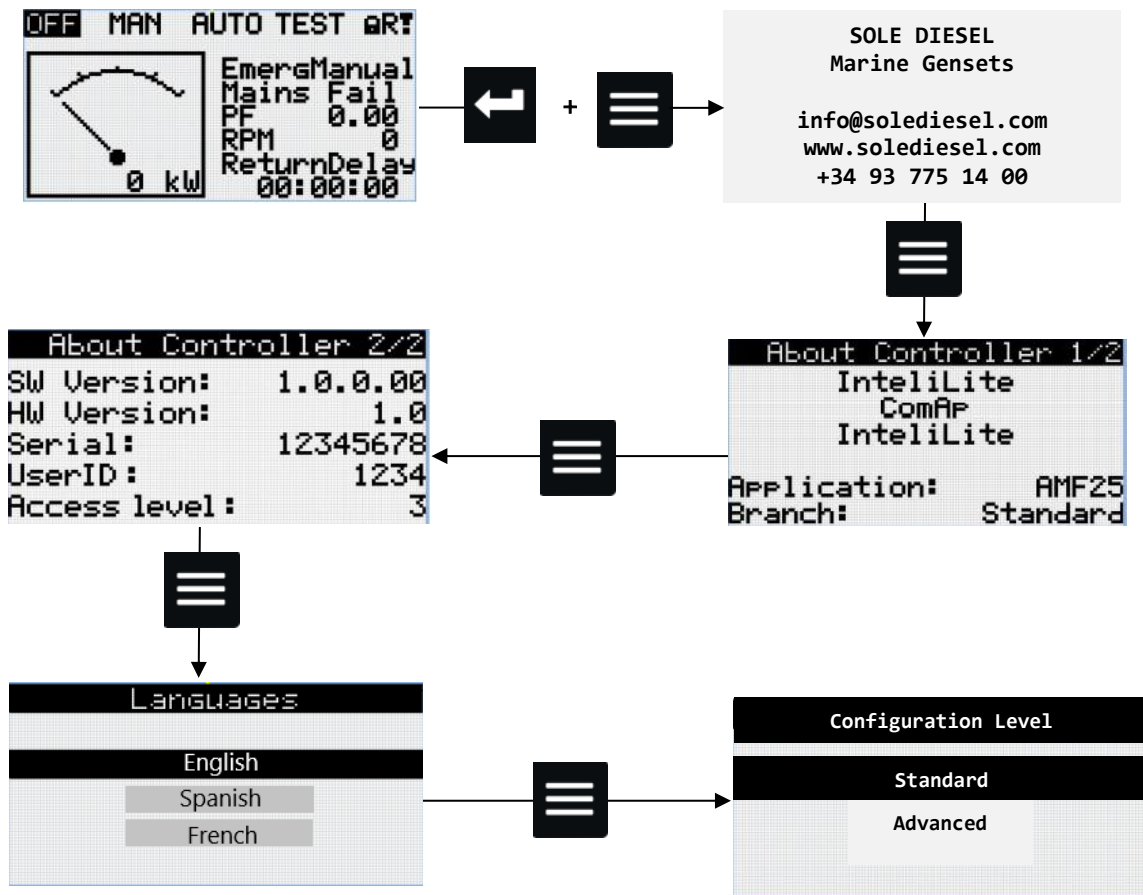 OFF MAN AUTO TEST R!
EmergManual
Mains Fail
PF 0.00
RPM 0
ReturnDelay
00:00:00
0 kW
+
SOLE DIESEL
Marine Gensets
info@solediesel.com
www.solediesel.com
+34 93 775 14 00
About Controller 1/2
InteliLite
ComAp
InteliLite
Application: AMF25
Branch: Standard
About Controller 2/2
SW Version: 1.0.0.00
HW Version: 1.0
Serial: 12345678
UserID: 1234
Access level: 3
Languages
English
Spanish
French
Configuration Level
Standard
Advanced